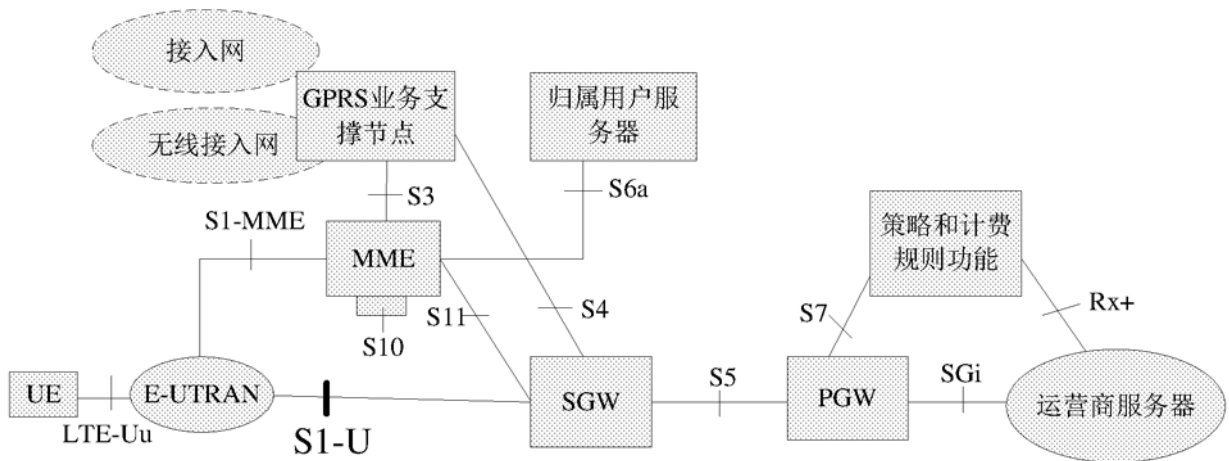 接入网
GPRS业务支
撑节点
归属用户服
务器
无线接入网
S3
S6a
S1-MME
策略和计费
规则功能
MME
S11
S4
S7
Rx+
S10
UE
E-UTRAN
SGW
S5
PGW
SGi
运营商服务器
LTE-Uu
S1-U